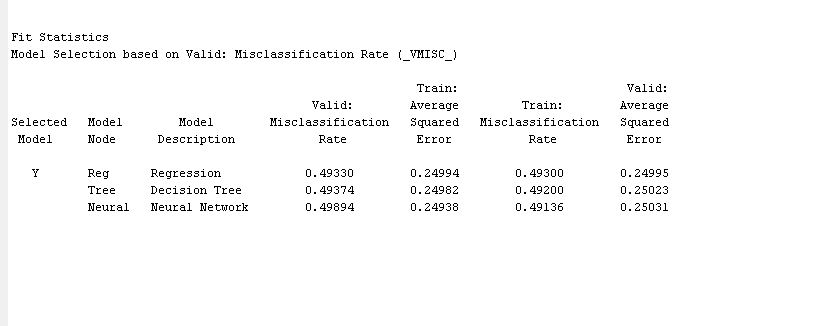 Fit Statistics
Model Selection based on Valid: Misclassification Rate (_VMISC_)
Train: Valid:
Valid: Average Train: Average
Selected Model Model Misclassification Squared Misclassification Squared
Model Node Description Rate Error Rate Error
Y Reg Regression 0.49330 0.24994 0.49300 0.24995
Tree Decision Tree 0.49374 0.24982 0.49200 0.25023
Neural Neural Network 0.49894 0.24938 0.49136 0.25031